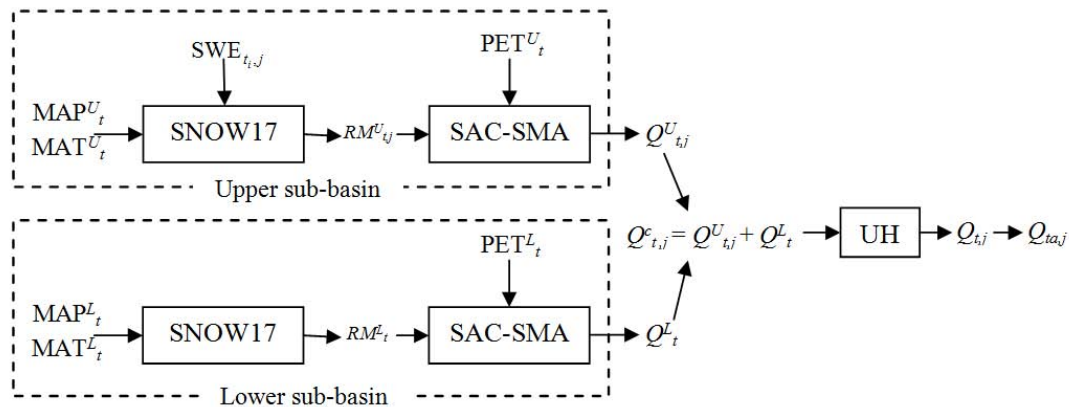 SWE_{t_i,j}
PET^U_t
MAP^U_t
MAT^U_t
SNOW17
RM^U_{t,j}
SAC-SMA
Q^U_{t,j}
Upper sub-basin
Q^c_{t,j} = Q^U_{t,j} + Q^L_t
UH
Q_{t,j}
Q_{ta,j}
PET^L_t
MAP^L_t
MAT^L_t
SNOW17
RM^L_t
SAC-SMA
Q^L_t
Lower sub-basin